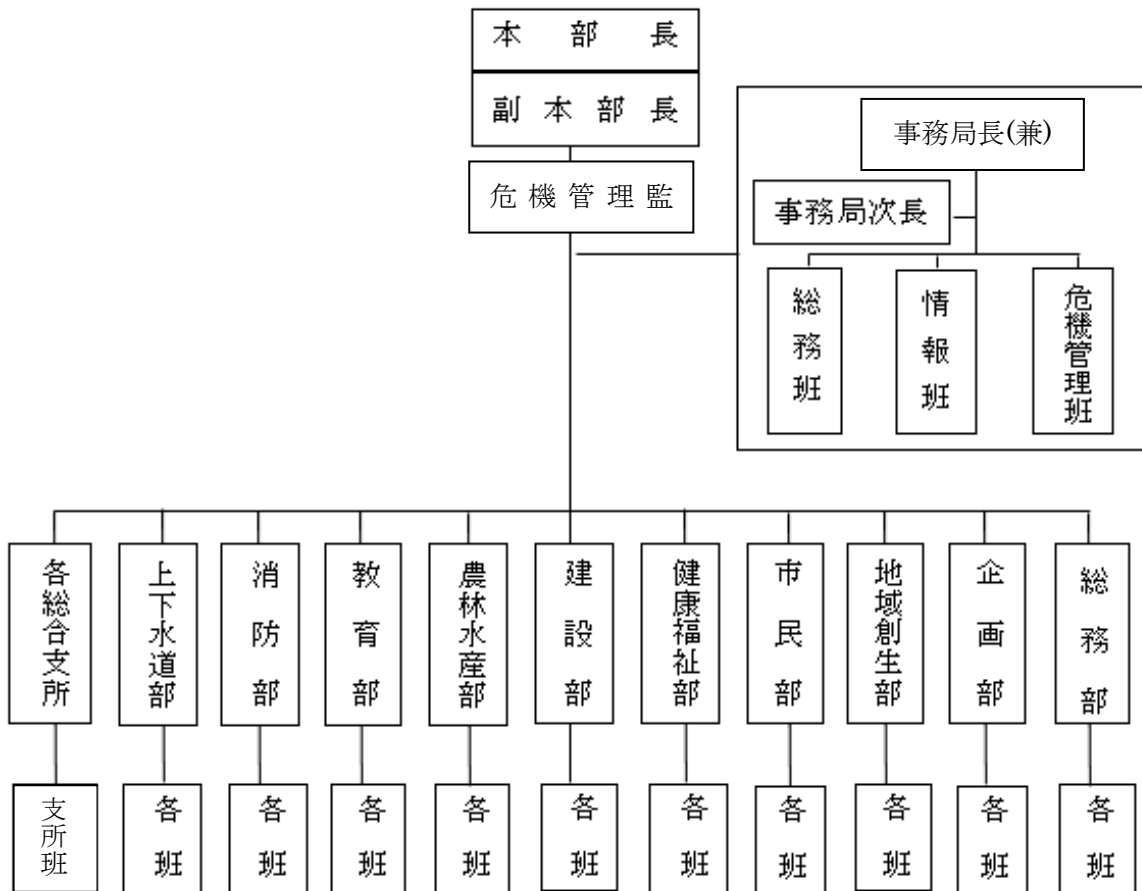 本部長
副本部長
危機管理監
事務局長(兼)
事務局次長
総務班
情報班
危機管理班
各総合支所
上下水道部
消防部
教育部
農林水産部
建設部
健康福祉部
市民部
地域創生部
企画部
総務部
支所班
各班
各班
各班
各班
各班
各班
各班
各班
各班
各班